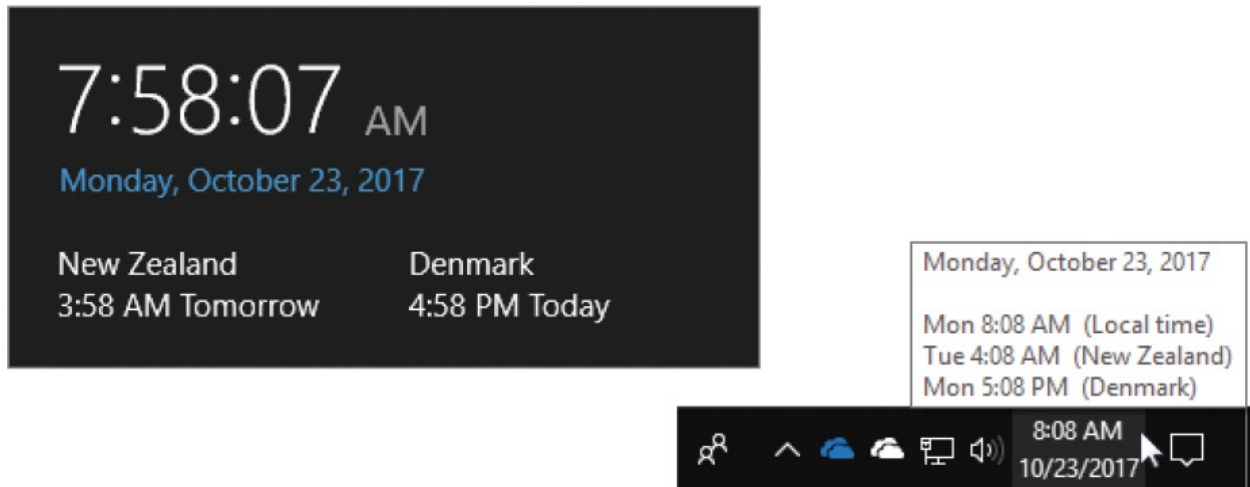 7:58:07 AM
Monday, October 23, 2017
New Zealand
3:58 AM Tomorrow
Denmark
4:58 PM Today
Monday, October 23, 2017
Mon 8:08 AM (Local time)
Tue 4:08 AM (New Zealand)
Mon 5:08 PM (Denmark)
8:08 AM
10/23/2017